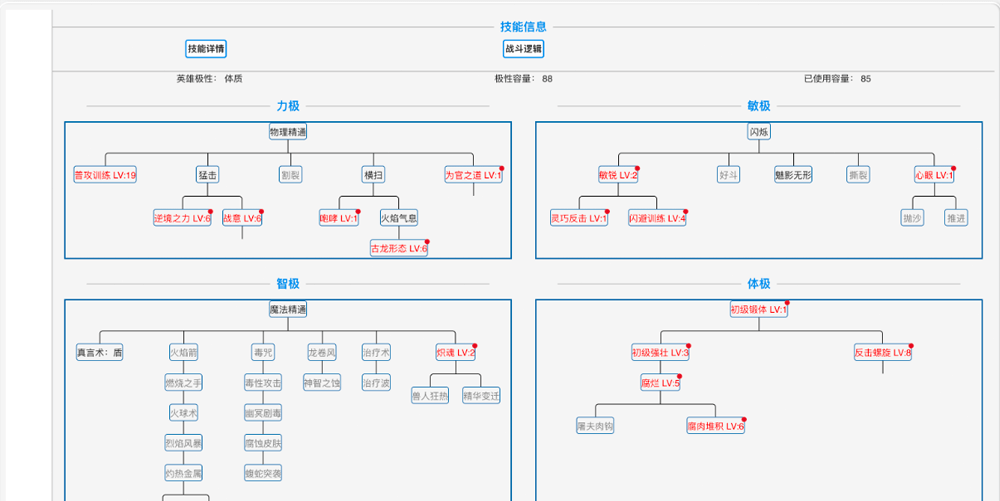 技能信息
技能详情 战斗逻辑
英雄极性： 体质 极性容量： 88 已使用容量： 85
力极 敏极
物理精通 闪烁
普攻训练 LV:19 猛击 割裂 横扫 为官之道 LV:1 敏锐 LV:2 好斗 魅影无形 撕裂 心眼 LV:1
逆境之力 LV:6 战意 LV:5 咆哮 LV:1 火焰气息 灵巧反击 LV:1 闪避训练 LV:4 抛沙 推进
古龙形态 LV:6
智极 体极
魔法精通 初级锻体 LV:1
真言术：盾 火焰箭 毒咒 龙卷风 治疗术 炽魂 LV:2 初级强壮 LV:3 反击螺旋 LV:8
燃烧之手 毒性攻击 神智之蚀 治疗波 兽人狂热 精华变迁 腐烂 LV:5
火球术 幽冥剧毒 屠夫肉钩 腐肉堆积 LV:6
烈焰风暴 腐蚀皮肤
灼热金属 蝮蛇突袭